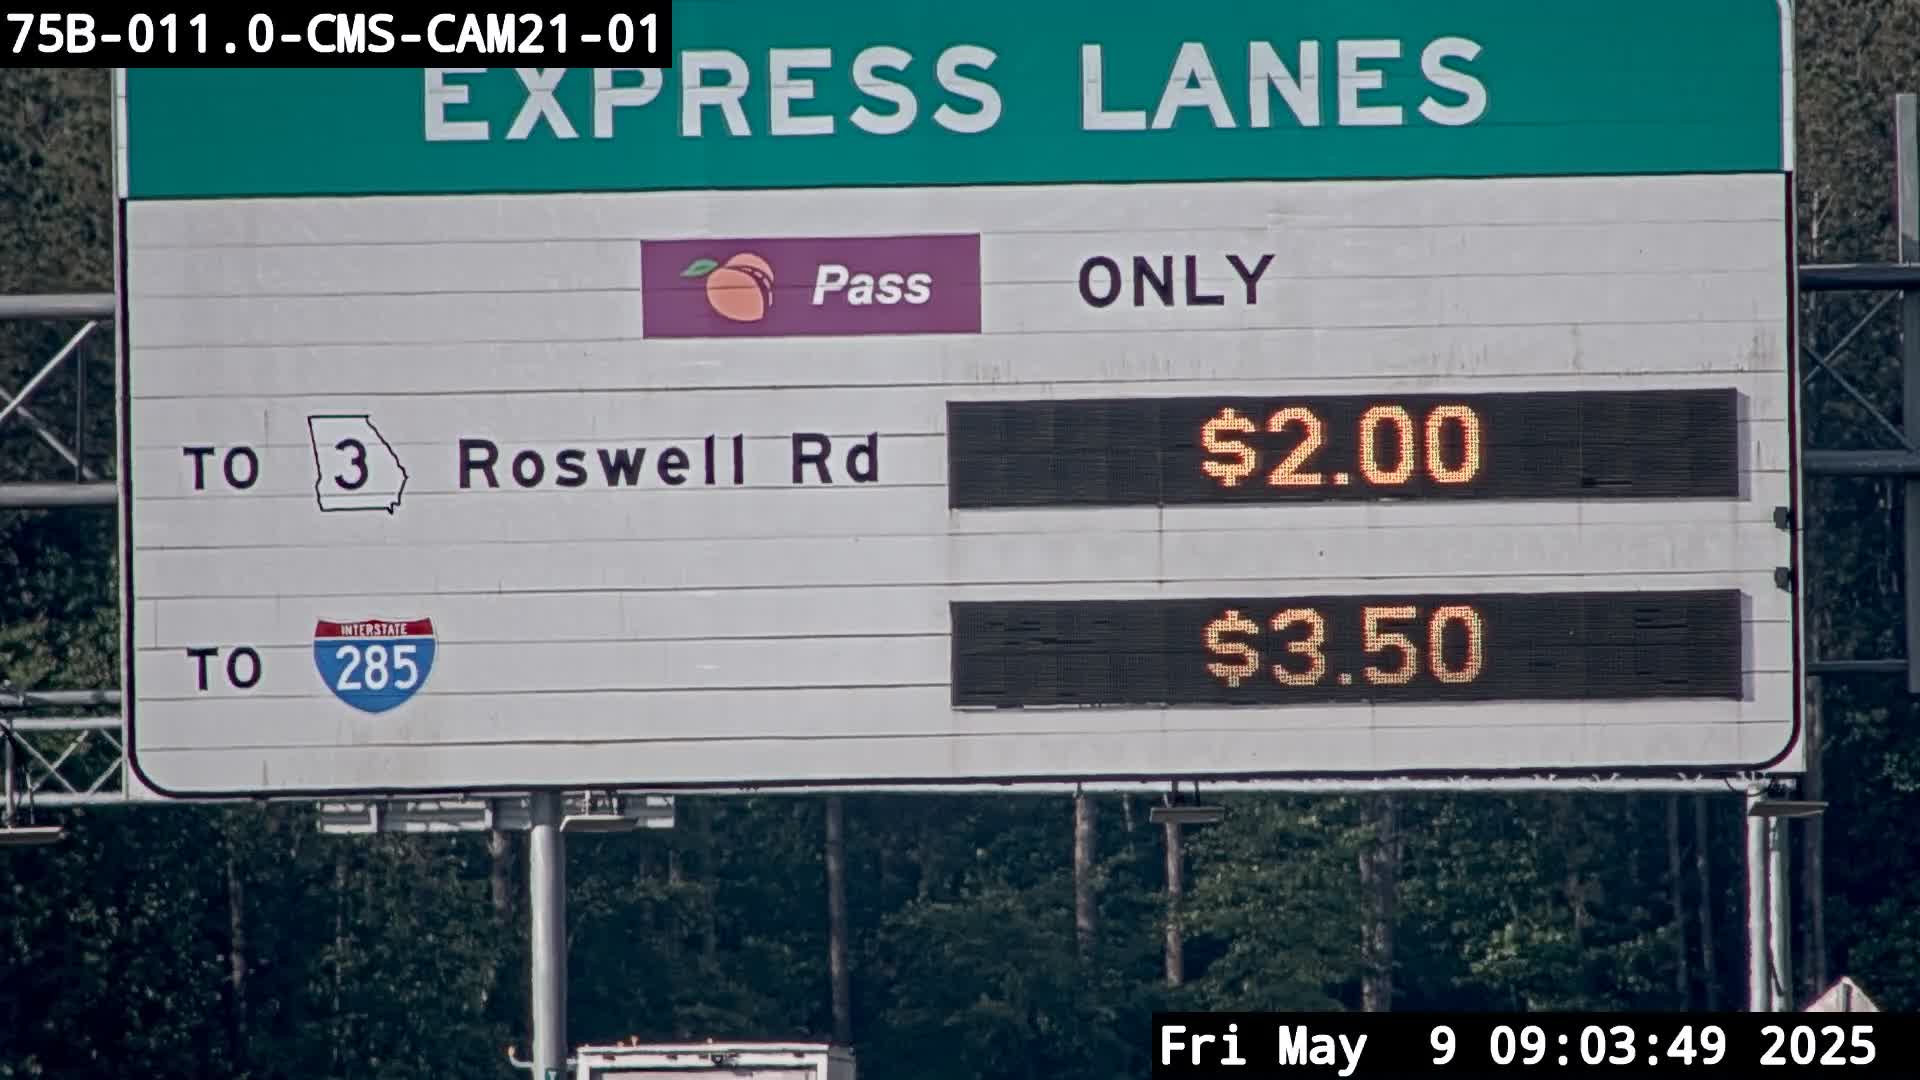 75B-011.0-CMS-CAM21-01
EXPRESS LANES
Pass ONLY
TO 3 Roswell Rd $2.00
INTERSTATE
TO 285 $3.50
Fri May 9 09:03:49 2025